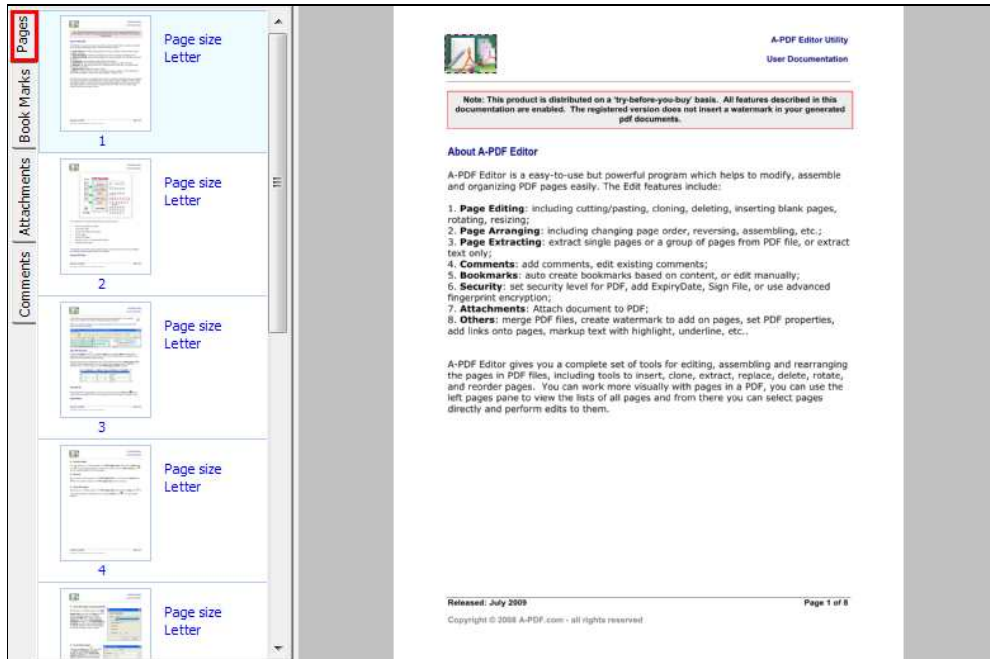 Pages
Book Marks
Attachments
Comments
Page size
Letter
1
Page size
Letter
2
Page size
Letter
3
Page size
Letter
4
Page size
Letter
A-PDF Editor Utility
User Documentation
Note: This product is distributed on a 'try-before-you-buy' basis. All features described in this
documentation are enabled. The registered version does not insert a watermark in your generated
pdf documents.
About A-PDF Editor
A-PDF Editor is a easy-to-use but powerful program which helps to modify, assemble
and organizing PDF pages easily. The Edit features include:
1. Page Editing: including cutting/pasting, cloning, deleting, inserting blank pages,
rotating, resizing;
2. Page Arranging: including changing page order, reversing, assembling, etc.;
3. Page Extracting: extract single pages or a group of pages from PDF file, or extract
text only;
4. Comments: add comments, edit existing comments;
5. Bookmarks: auto create bookmarks based on content, or edit manually;
6. Security: set security level for PDF, add ExpiryDate, Sign File, or use advanced
fingerprint encryption;
7. Attachments: Attach document to PDF;
8. Others: merge PDF files, create watermark to add on pages, set PDF properties,
add links onto pages, markup text with highlight, underline, etc..
A-PDF Editor gives you a complete set of tools for editing, assembling and rearranging
the pages in PDF files, including tools to insert, clone, extract, replace, delete, rotate,
and reorder pages. You can work more visually with pages in a PDF, you can use the
left pages pane to view the lists of all pages and from there you can select pages
directly and perform edits to them.
Released: July 2009 Page 1 of 8
Copyright © 2008 A-PDF.com - all rights reserved